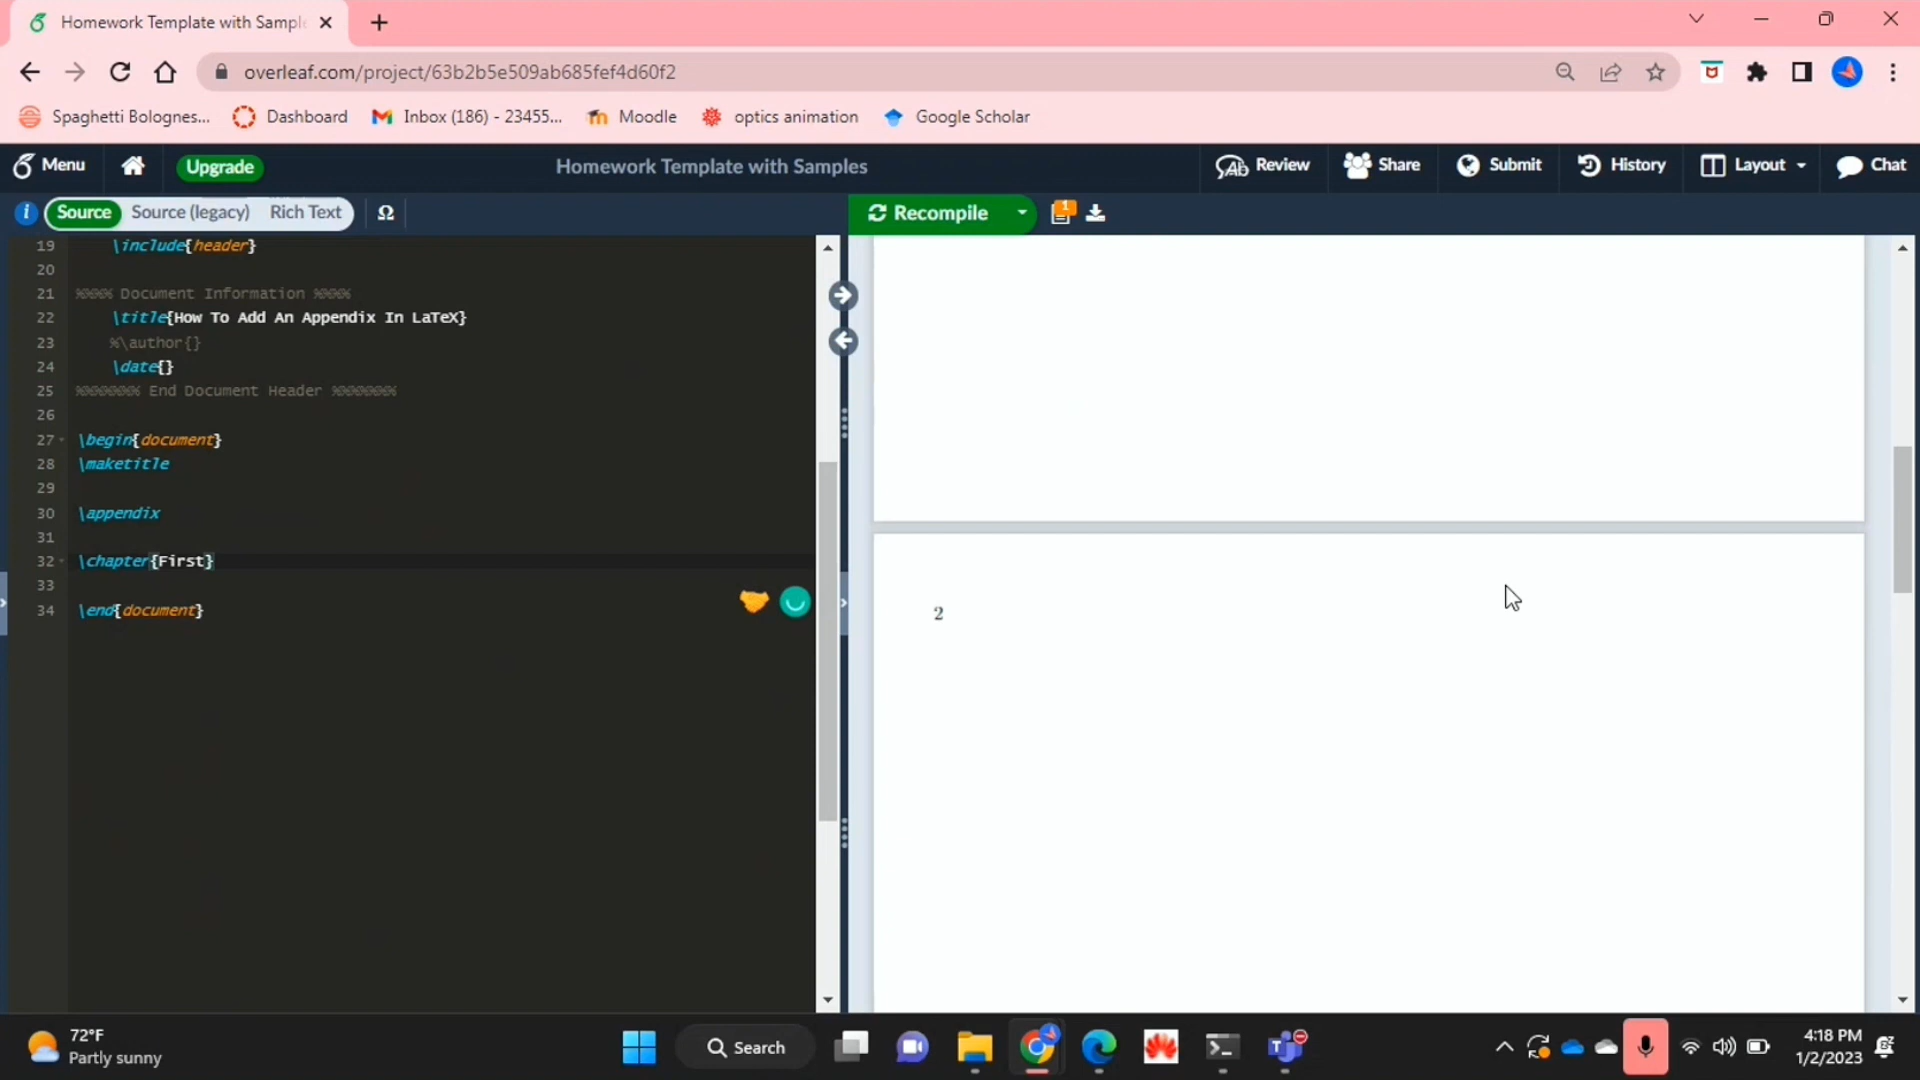 Homework Template with Sampl
overleaf.com/project/63b2b5e509ab685fef4d60f2
Spaghetti Bolognes... Dashboard Inbox (186) - 23455... Moodle optics animation Google Scholar
Menu Upgrade Homework Template with Samples Review Share Submit History Layout Chat
Source Source (legacy) Rich Text Ω Recompile 1
19 \include{header}
20
21 %%%% Document Information %%%%
22 \title{How To Add An Appendix In LaTeX}
23 %\author{}
24 \date{}
25 %%%%%%% End Document Header %%%%%%%
26
27 \begin{document}
28 \maketitle
29
30 \appendix
31
32 \chapter{First}
33
34 \end{document}
2
72°F
Partly sunny
Search
4:18 PM
1/2/2023